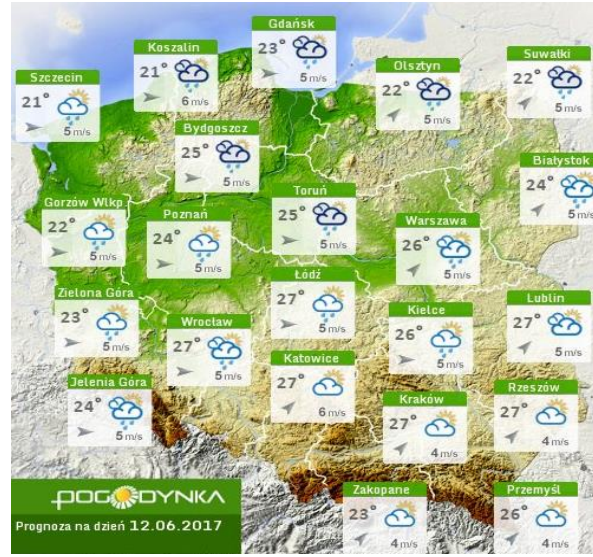 Gdańsk
23°
5 m/s
Koszalin
21°
6 m/s
Suwałki
22°
5 m/s
Olsztyn
22°
5 m/s
Szczecin
21°
5 m/s
Bydgoszcz
25°
5 m/s
Białystok
24°
5 m/s
Toruń
25°
5 m/s
Gorzów Wlkp
22°
5 m/s
Poznań
24°
5 m/s
Warszawa
26°
5 m/s
Łódź
27°
5 m/s
Zielona Góra
23°
5 m/s
Lublin
27°
5 m/s
Kielce
26°
5 m/s
Wrocław
27°
5 m/s
Katowice
27°
6 m/s
Jelenia Góra
24°
5 m/s
Rzeszów
27°
4 m/s
Kraków
27°
4 m/s
Zakopane
23°
4 m/s
Przemyśl
26°
4 m/s
POGODYNKA
Prognoza na dzień 12.06.2017